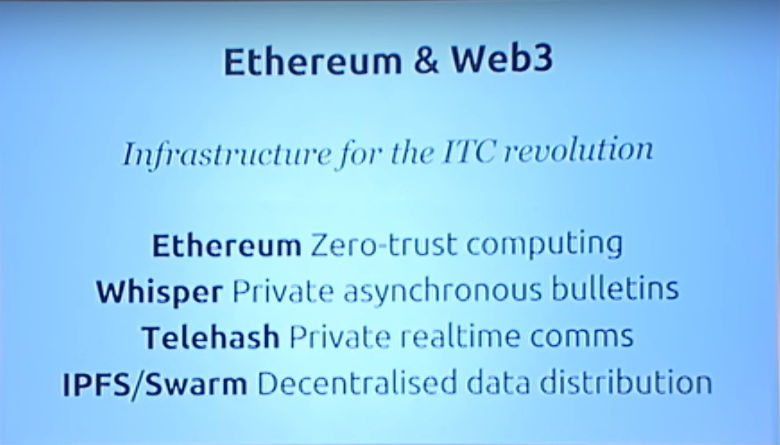 Ethereum & Web3
Infrastructure for the ITC revolution
Ethereum Zero-trust computing
Whisper Private asynchronous bulletins
Telehash Private realtime comms
IPFS/Swarm Decentralised data distribution